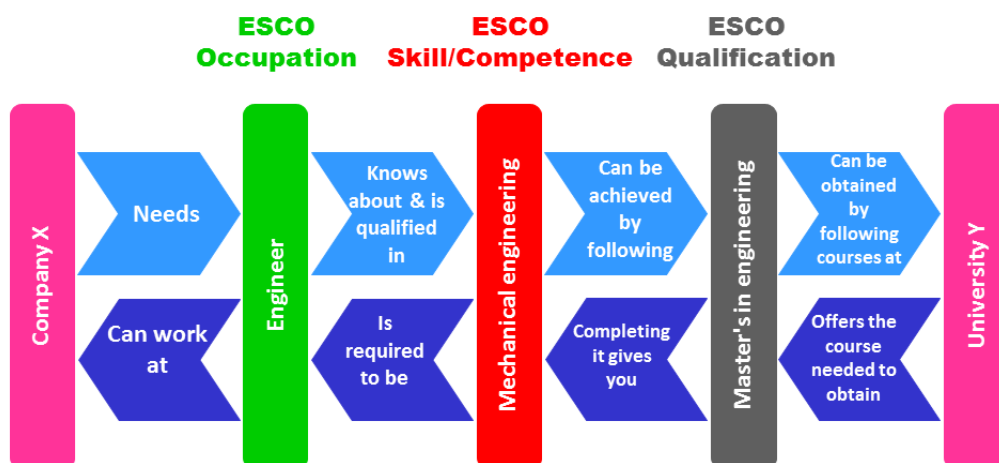 ESCO
Occupation
ESCO
Skill/Competence
ESCO
Qualification
Company X
Needs
Can work
at
Engineer
Knows
about & is
qualified
in
Is
required
to be
Mechanical engineering
Can be
achieved
by
following
Completing
it gives
you
Master's in engineering
Can be
obtained
by
following
courses at
Offers the
course
needed to
obtain
University Y